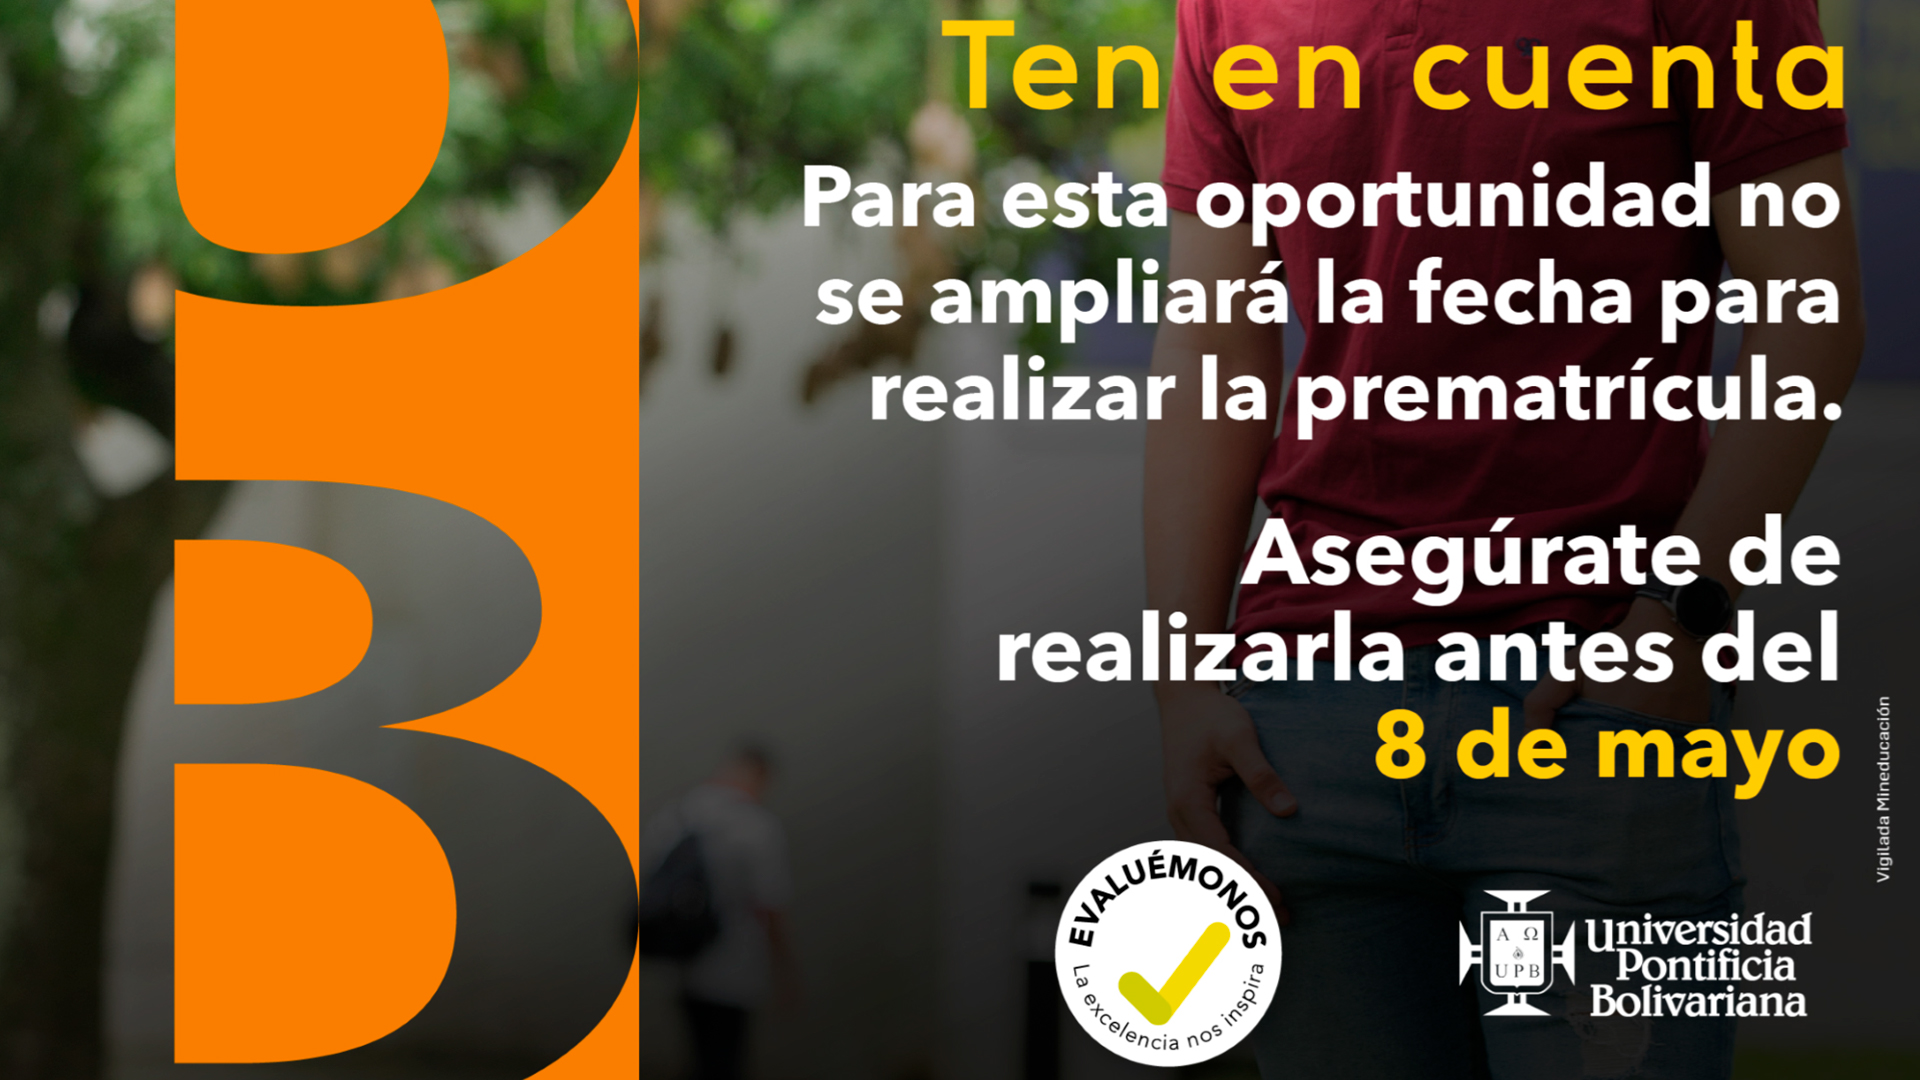 Ten en cuenta
Para esta oportunidad no
se ampliará la fecha para
realizar la prematrícula.
Asegúrate de
realizarla antes del
8 de mayo
Vigilada Mineducación
EVALUÉMONOS
La excelencia nos inspira
A Ω
UPB
Universidad
Pontificia
Bolivariana
B